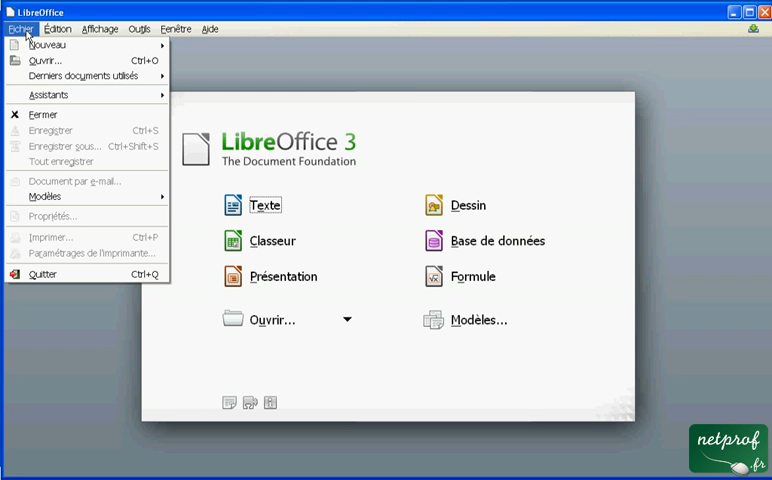 LibreOffice
Fichier Édition Affichage Outils Fenêtre Aide
Nouveau
Ouvrir... Ctrl+O
Derniers documents utilisés
Assistants
Fermer
Enregistrer Ctrl+S
Enregistrer sous... Ctrl+Shift+S
Tout enregistrer
Document par e-mail...
Modèles
Propriétés...
Imprimer... Ctrl+P
Paramétrages de l'imprimante...
Quitter Ctrl+Q
LibreOffice 3
The Document Foundation
Texte Dessin
Classeur Base de données
Présentation Formule
Ouvrir... Modèles...
netprof
.fr